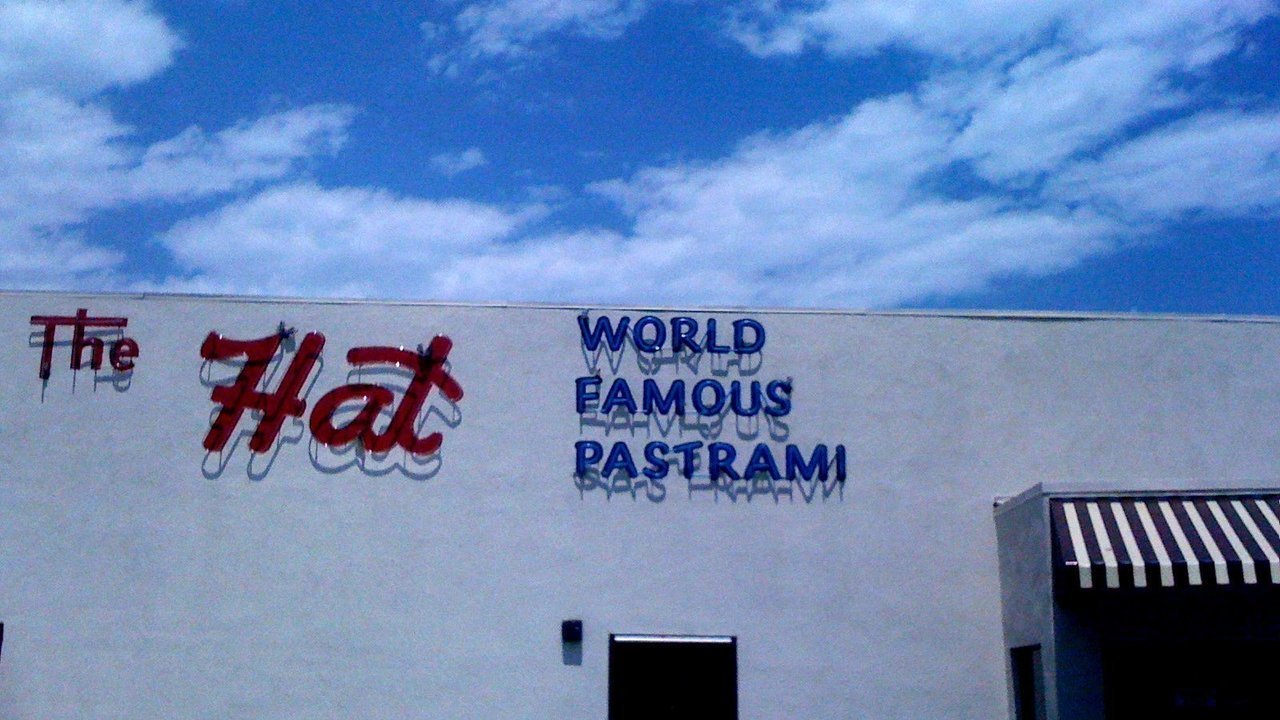 The Hat
WORLD
FAMOUS
PASTRAMI